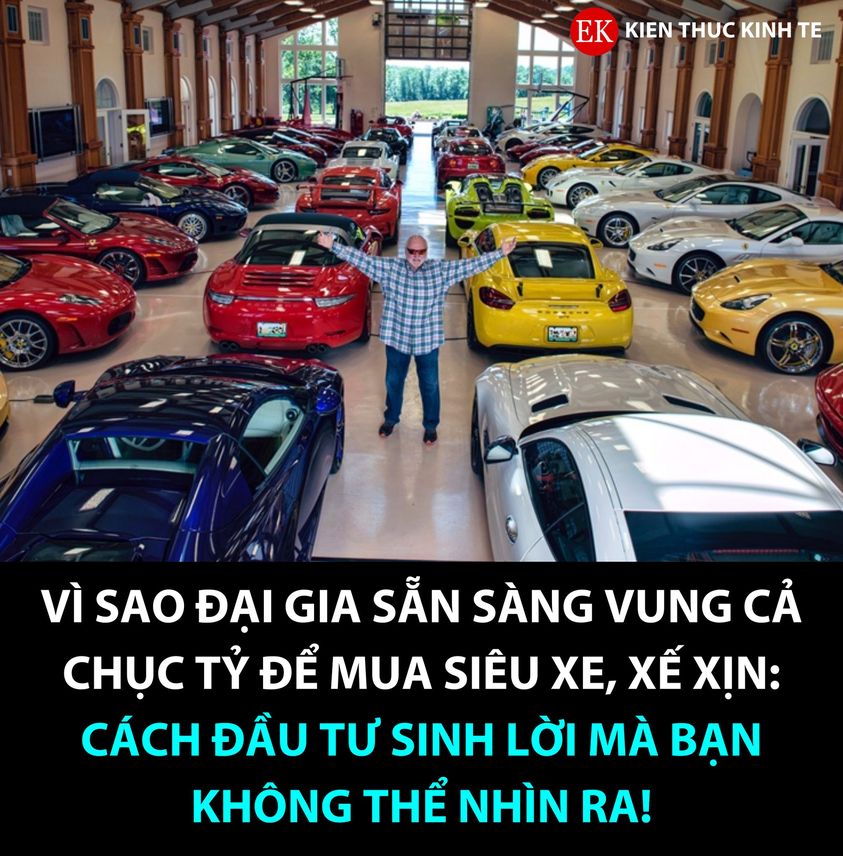 EK KIEN THUC KINH TE
VÌ SAO ĐẠI GIA SẴN SÀNG VUNG CẢ
CHỤC TỶ ĐỂ MUA SIÊU XE, XẾ XỊN:
CÁCH ĐẦU TƯ SINH LỜI MÀ BẠN
KHÔNG THỂ NHÌN RA!